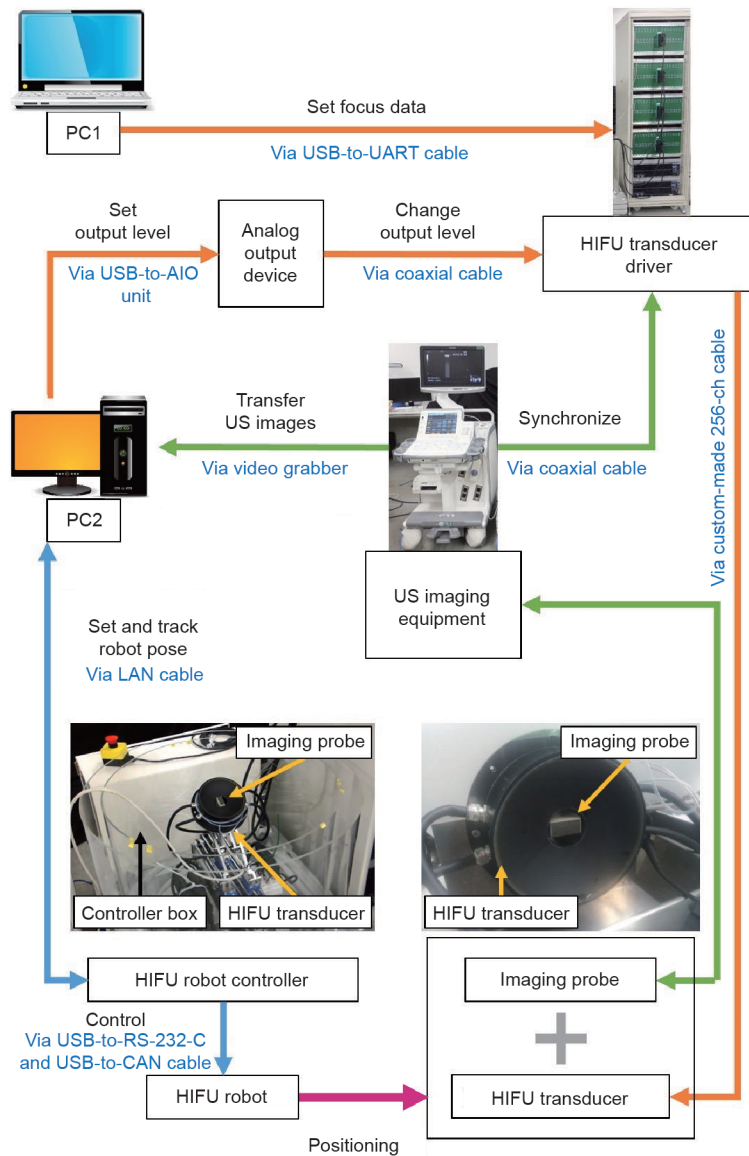 Set focus data
PC1
Via USB-to-UART cable
Set
output level
Via USB-to-AIO
unit
Analog
output
device
Change
output level
Via coaxial cable
HIFU transducer
driver
Transfer
US images
Via video grabber
Synchronize
Via coaxial cable
Via custom-made 256-ch cable
PC2
US imaging
equipment
Set and track
robot pose
Via LAN cable
Imaging probe
Controller box
HIFU transducer
Imaging probe
HIFU transducer
HIFU robot controller
Imaging probe
Control
Via USB-to-RS-232-C
and USB-to-CAN cable
HIFU robot
HIFU transducer
Positioning